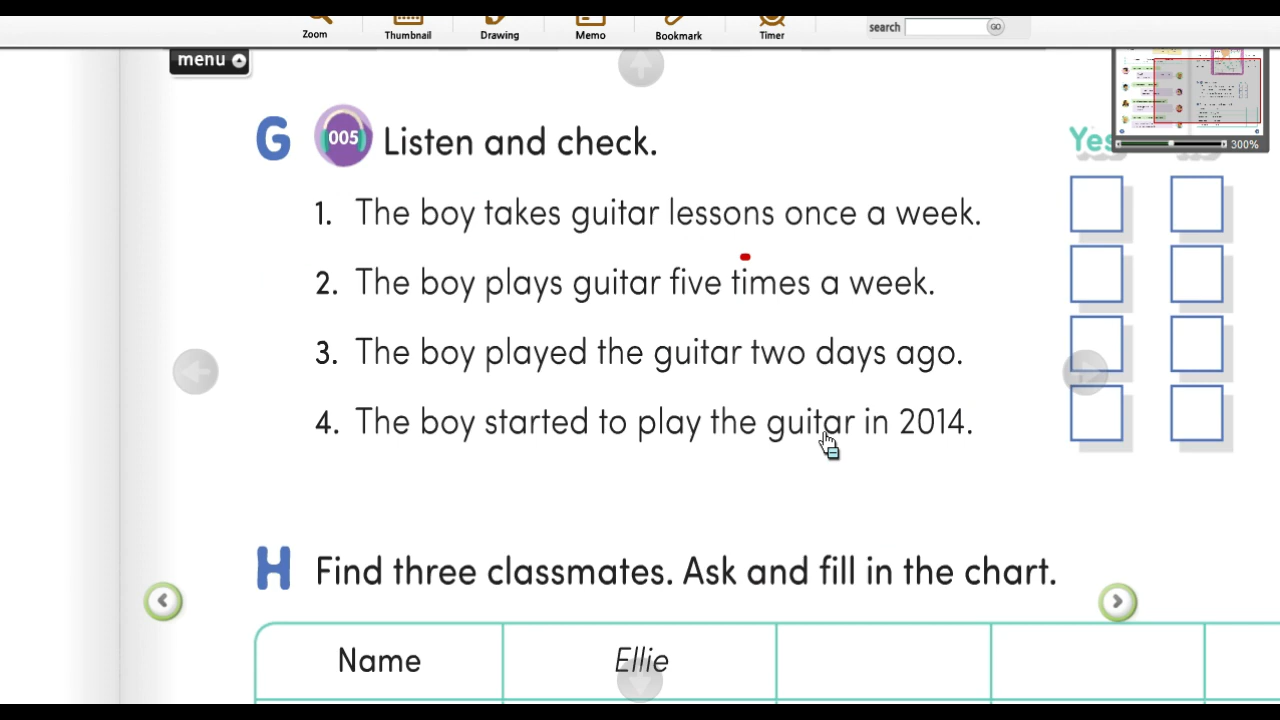 Zoom Thumbnail Drawing Memo Bookmark Timer search GO
menu
300%
G 005 Listen and check. Yes
1. The boy takes guitar lessons once a week.
2. The boy plays guitar five times a week.
3. The boy played the guitar two days ago.
4. The boy started to play the guitar in 2014.
H Find three classmates. Ask and fill in the chart.
Name Ellie